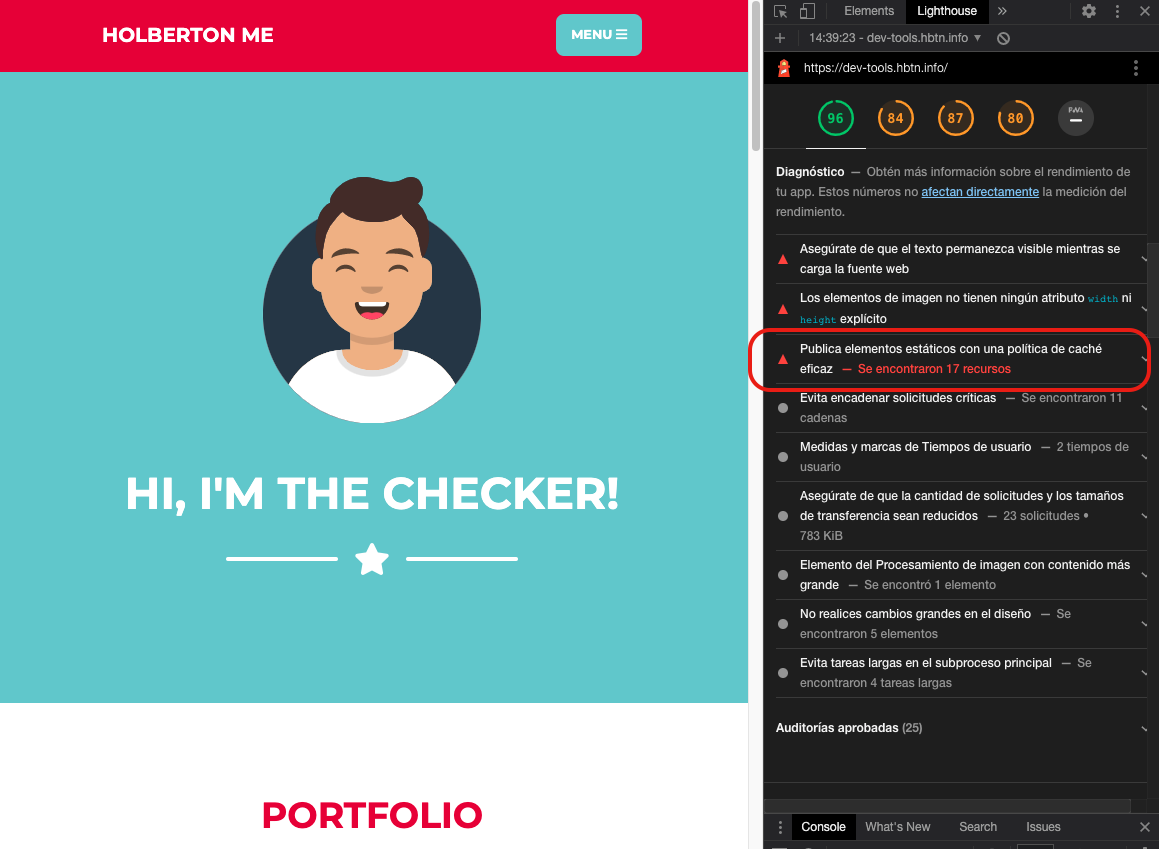 HOLBERTON ME
MENU
HI, I'M THE CHECKER!
PORTFOLIO
Elements Lighthouse
14:39:23 - dev-tools.hbtn.info
https://dev-tools.hbtn.info/
96 84 87 80 PWA
Diagnóstico — Obtén más información sobre el rendimiento de
tu app. Estos números no afectan directamente la medición del
rendimiento.
Asegúrate de que el texto permanezca visible mientras se
carga la fuente web
Los elementos de imagen no tienen ningún atributo width ni
height explícito
Publica elementos estáticos con una política de caché
eficaz — Se encontraron 17 recursos
Evita encadenar solicitudes críticas — Se encontraron 11
cadenas
Medidas y marcas de Tiempos de usuario — 2 tiempos de
usuario
Asegúrate de que la cantidad de solicitudes y los tamaños
de transferencia sean reducidos — 23 solicitudes •
783 KiB
Elemento del Procesamiento de imagen con contenido más
grande — Se encontró 1 elemento
No realices cambios grandes en el diseño — Se
encontraron 5 elementos
Evita tareas largas en el subproceso principal — Se
encontraron 4 tareas largas
Auditorías aprobadas (25)
Console What's New Search Issues